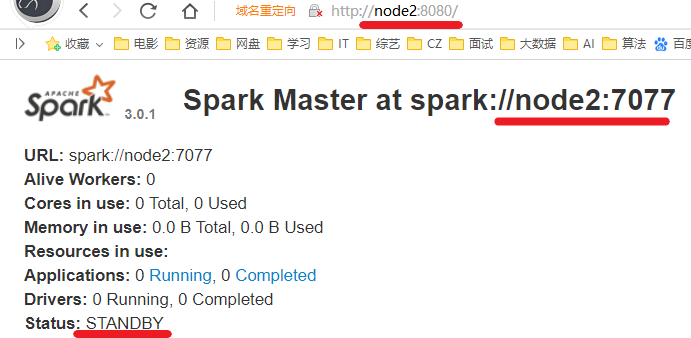 域名重定向 http://node2:8080/
收藏 电影 资源 网盘 学习 IT 综艺 CZ 面试 大数据 AI 算法
APACHE
Spark 3.0.1 Spark Master at spark://node2:7077
URL: spark://node2:7077
Alive Workers: 0
Cores in use: 0 Total, 0 Used
Memory in use: 0.0 B Total, 0.0 B Used
Resources in use:
Applications: 0 Running, 0 Completed
Drivers: 0 Running, 0 Completed
Status: STANDBY